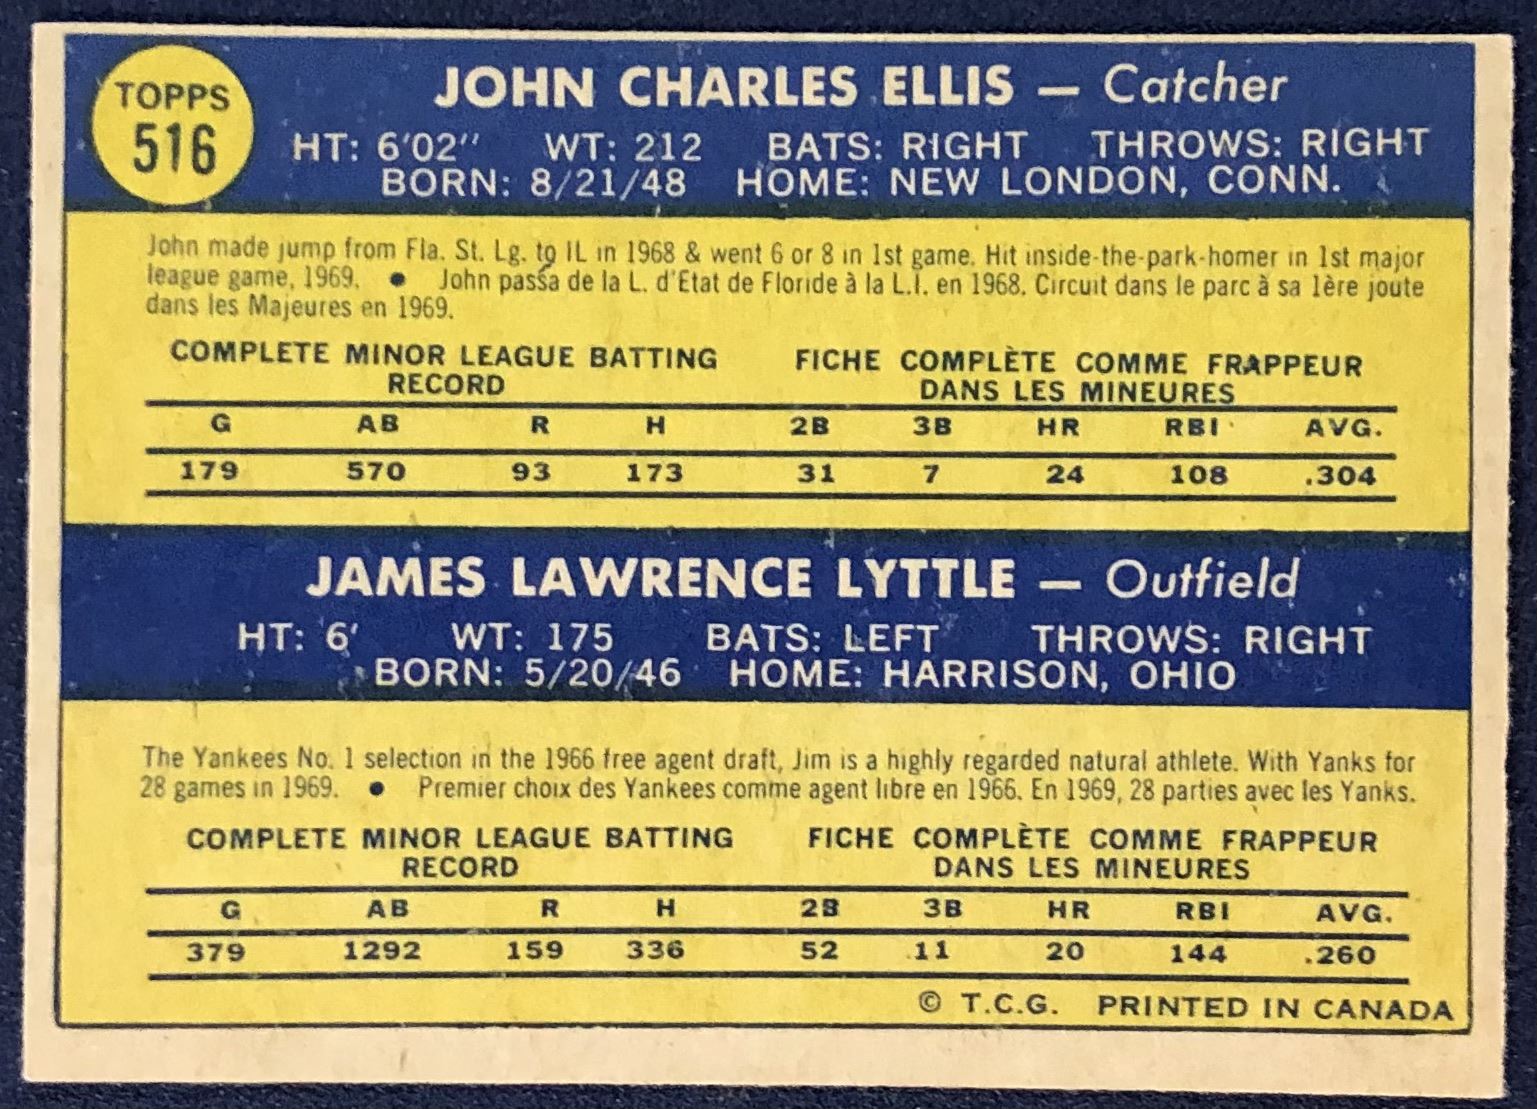 TOPPS
516
JOHN CHARLES ELLIS — Catcher
HT: 6'02" WT: 212 BATS: RIGHT THROWS: RIGHT
BORN: 8/21/48 HOME: NEW LONDON, CONN.
John made jump from Fla. St. Lg. to IL in 1968 & went 6 or 8 in 1st game. Hit inside-the-park-homer in 1st major
league game, 1969. ● John passa de la L. d'Etat de Floride à la L.I. en 1968. Circuit dans le parc à sa 1ère joute
dans les Majeures en 1969.
COMPLETE MINOR LEAGUE BATTING RECORD
FICHE COMPLÈTE COMME FRAPPEUR DANS LES MINEURES
G AB R H 2B 3B HR RBI AVG.
179 570 93 173 31 7 24 108 .304
JAMES LAWRENCE LYTTLE — Outfield
HT: 6' WT: 175 BATS: LEFT THROWS: RIGHT
BORN: 5/20/46 HOME: HARRISON, OHIO
The Yankees No. 1 selection in the 1966 free agent draft, Jim is a highly regarded natural athlete. With Yanks for
28 games in 1969. ● Premier choix des Yankees comme agent libre en 1966. En 1969, 28 parties avec les Yanks.
COMPLETE MINOR LEAGUE BATTING RECORD
FICHE COMPLÈTE COMME FRAPPEUR DANS LES MINEURES
G AB R H 2B 3B HR RBI AVG.
379 1292 159 336 52 11 20 144 .260
© T.C.G. PRINTED IN CANADA